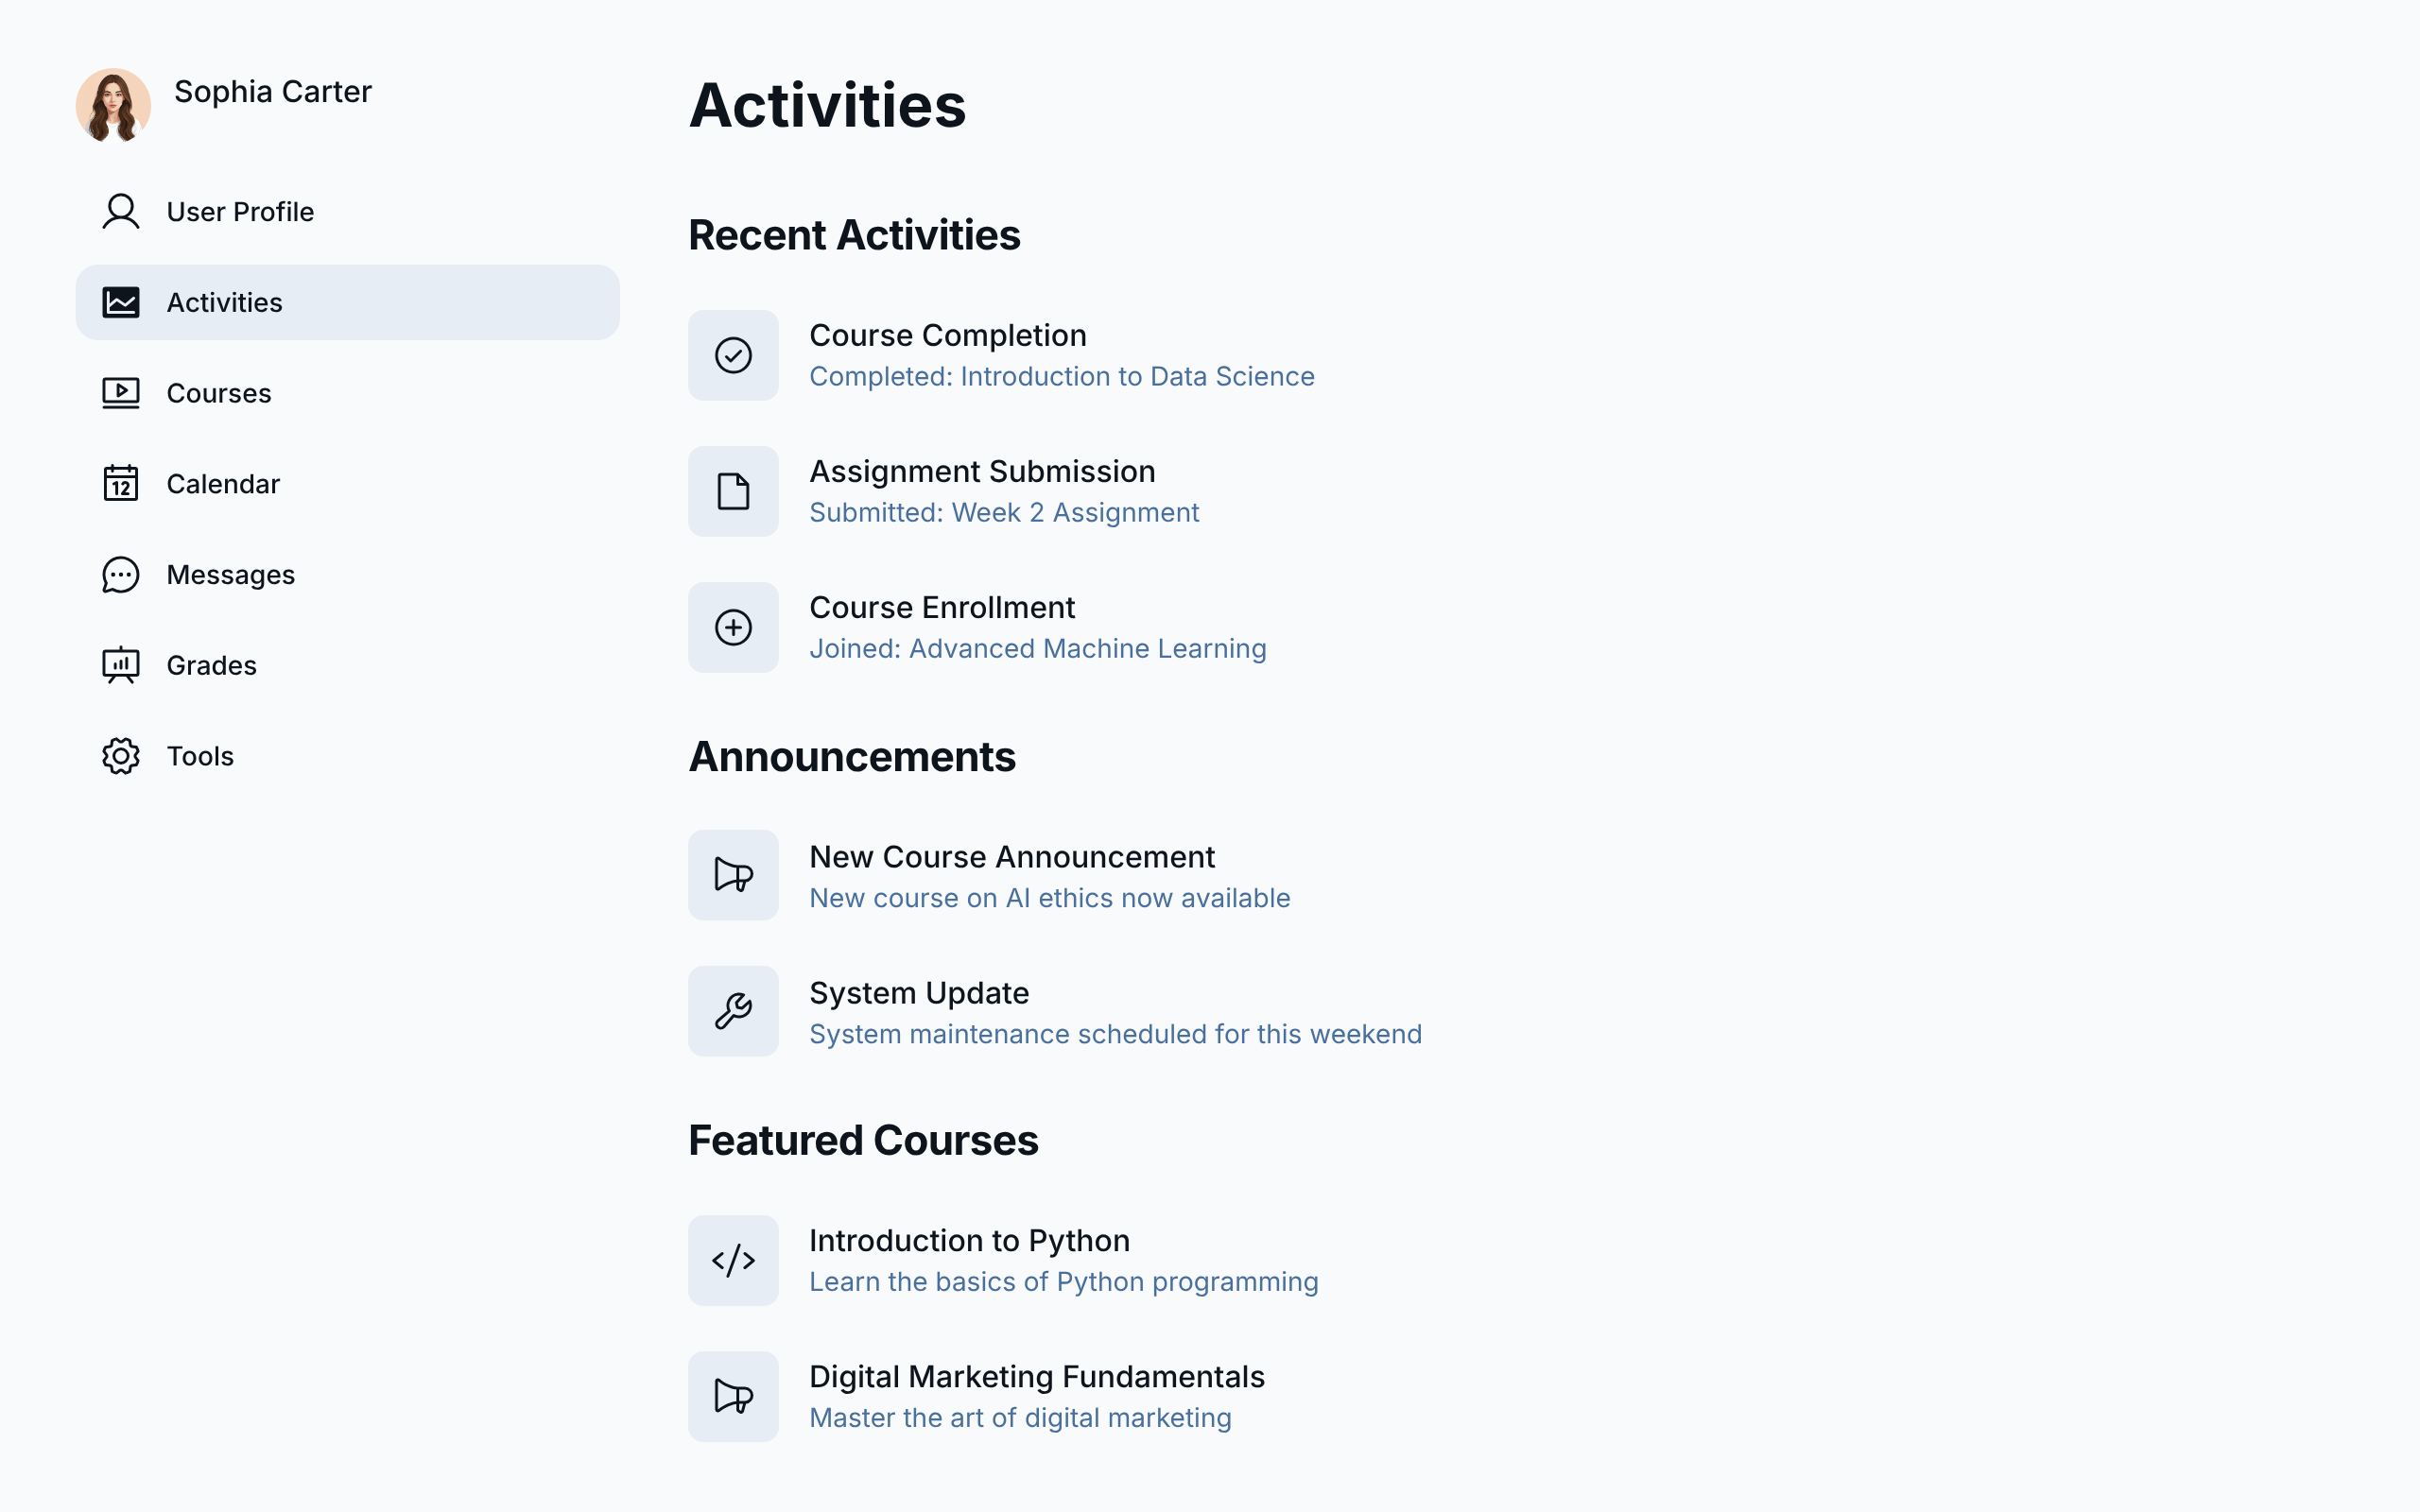 Sophia Carter
User Profile
Activities
Courses
12
Calendar
Messages
Grades
Tools
Activities
Recent Activities
Course Completion
Completed: Introduction to Data Science
Assignment Submission
Submitted: Week 2 Assignment
Course Enrollment
Joined: Advanced Machine Learning
Announcements
New Course Announcement
New course on AI ethics now available
System Update
System maintenance scheduled for this weekend
Featured Courses
Introduction to Python
Learn the basics of Python programming
Digital Marketing Fundamentals
Master the art of digital marketing